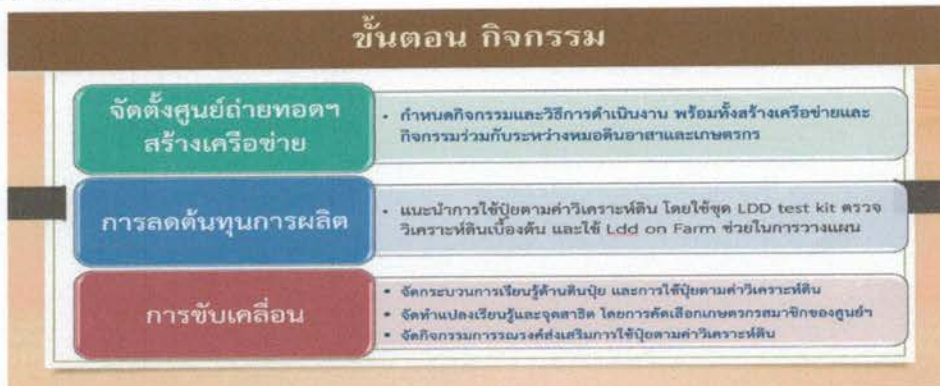 ขั้นตอน กิจกรรม
จัดตั้งศูนย์ถ่ายทอดฯ
สร้างเครือข่าย
• กำหนดกิจกรรมและวิธีการดำเนินงาน พร้อมทั้งสร้างเครือข่ายและ
กิจกรรมร่วมกับระหว่างหมอดินอาสาและเกษตรกร
การลดต้นทุนการผลิต
• แนะนำการใช้ปุ๋ยตามค่าวิเคราะห์ดิน โดยใช้ชุด LDD test kit ตรวจ
วิเคราะห์ดินเบื้องต้น และใช้ Ldd on Farm ช่วยในการวางแผน
การขับเคลื่อน
• จัดกระบวนการเรียนรู้ด้านดินปุ๋ย และการใช้ปุ๋ยตามค่าวิเคราะห์ดิน
• จัดทำแปลงเรียนรู้และจุดสาธิต โดยการคัดเลือกเกษตรกรสมาชิกของศูนย์ฯ
• จัดกิจกรรมการรณรงค์ส่งเสริมการใช้ปุ๋ยตามค่าวิเคราะห์ดิน